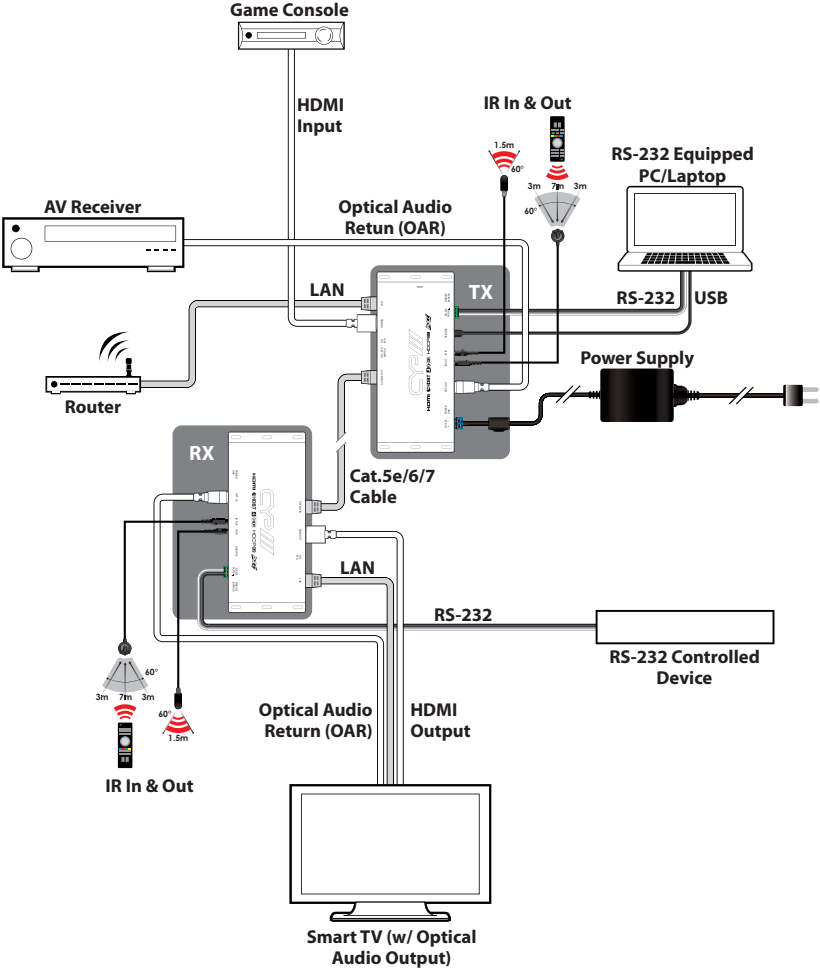 Game Console
HDMI
Input
IR In & Out
1.5m
60°
3m 7m 3m
60°
RS-232 Equipped
PC/Laptop
AV Receiver
Optical Audio
Retun (OAR)
LAN
TX
RS-232
USB
Router
Power Supply
CYP
RX
Cat.5e/6/7
Cable
CYP
LAN
RS-232
RS-232 Controlled
Device
60°
3m 7m 3m
60°
1.5m
IR In & Out
Optical Audio
Return (OAR)
HDMI
Output
Smart TV (w/ Optical
Audio Output)